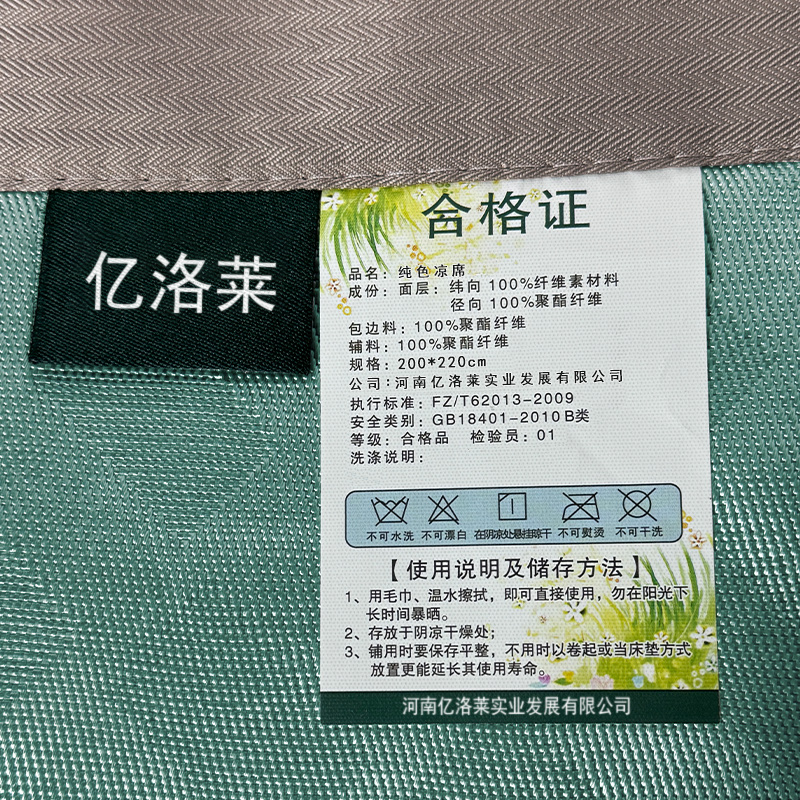 亿洛莱
合格证
品名：纯色凉席
成份：面层：纬向 100%纤维素材料
径向 100%聚酯纤维
包边料：100%聚酯纤维
辅料：100%聚酯纤维
规格：200*220cm
公司：河南亿洛莱实业发展有限公司
执行标准：FZ/T62013-2009
安全类别：GB18401-2010 B类
等级：合格品 检验员：01
洗涤说明：
不可水洗 不可漂白 在阴凉处悬挂晾干 不可熨烫 不可干洗
【使用说明及储存方法】
1、用毛巾、温水擦拭，即可直接使用，勿在阳光下
长时间暴晒。
2、存放于阴凉干燥处；
3、铺用时要保存平整，不用时以卷起或当床垫方式
放置更能延长其使用寿命。
河南亿洛莱实业发展有限公司